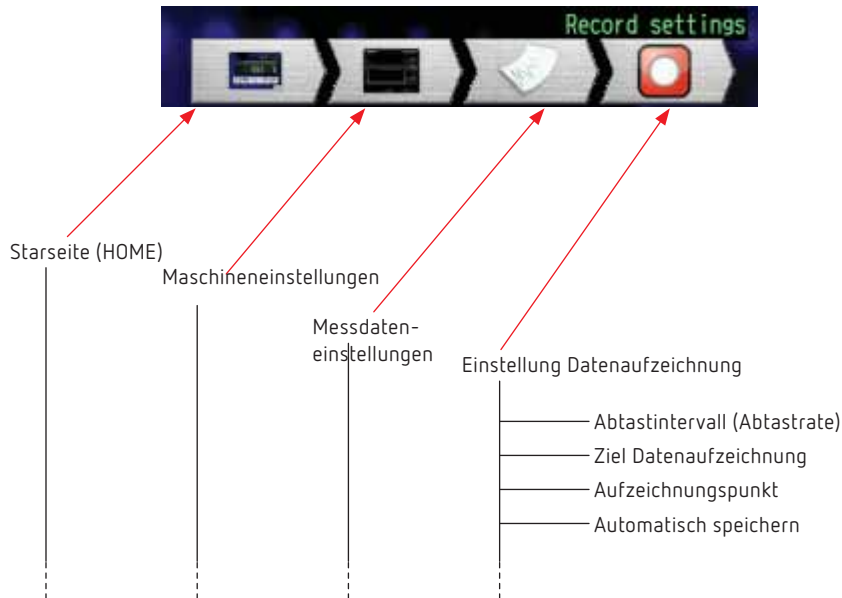 Record settings
Starseite (HOME)
Maschineneinstellungen
Messdaten-
einstellungen
Einstellung Datenaufzeichnung
Abtastintervall (Abtastrate)
Ziel Datenaufzeichnung
Aufzeichnungspunkt
Automatisch speichern